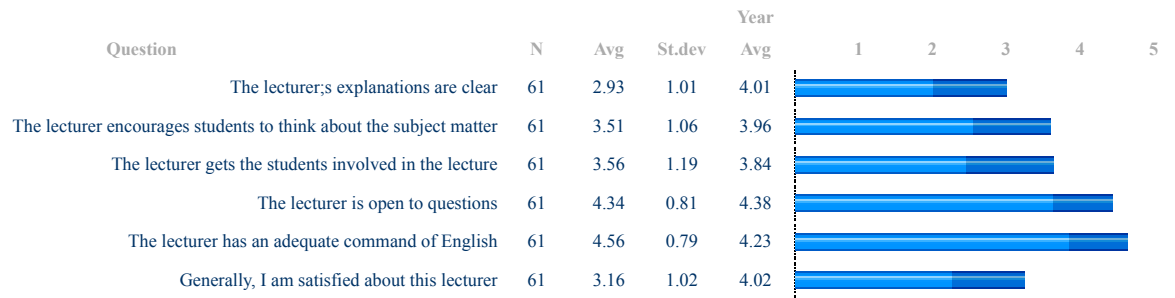 Year
Question N Avg St.dev Avg 1 2 3 4 5
The lecturer;s explanations are clear 61 2.93 1.01 4.01
The lecturer encourages students to think about the subject matter 61 3.51 1.06 3.96
The lecturer gets the students involved in the lecture 61 3.56 1.19 3.84
The lecturer is open to questions 61 4.34 0.81 4.38
The lecturer has an adequate command of English 61 4.56 0.79 4.23
Generally, I am satisfied about this lecturer 61 3.16 1.02 4.02